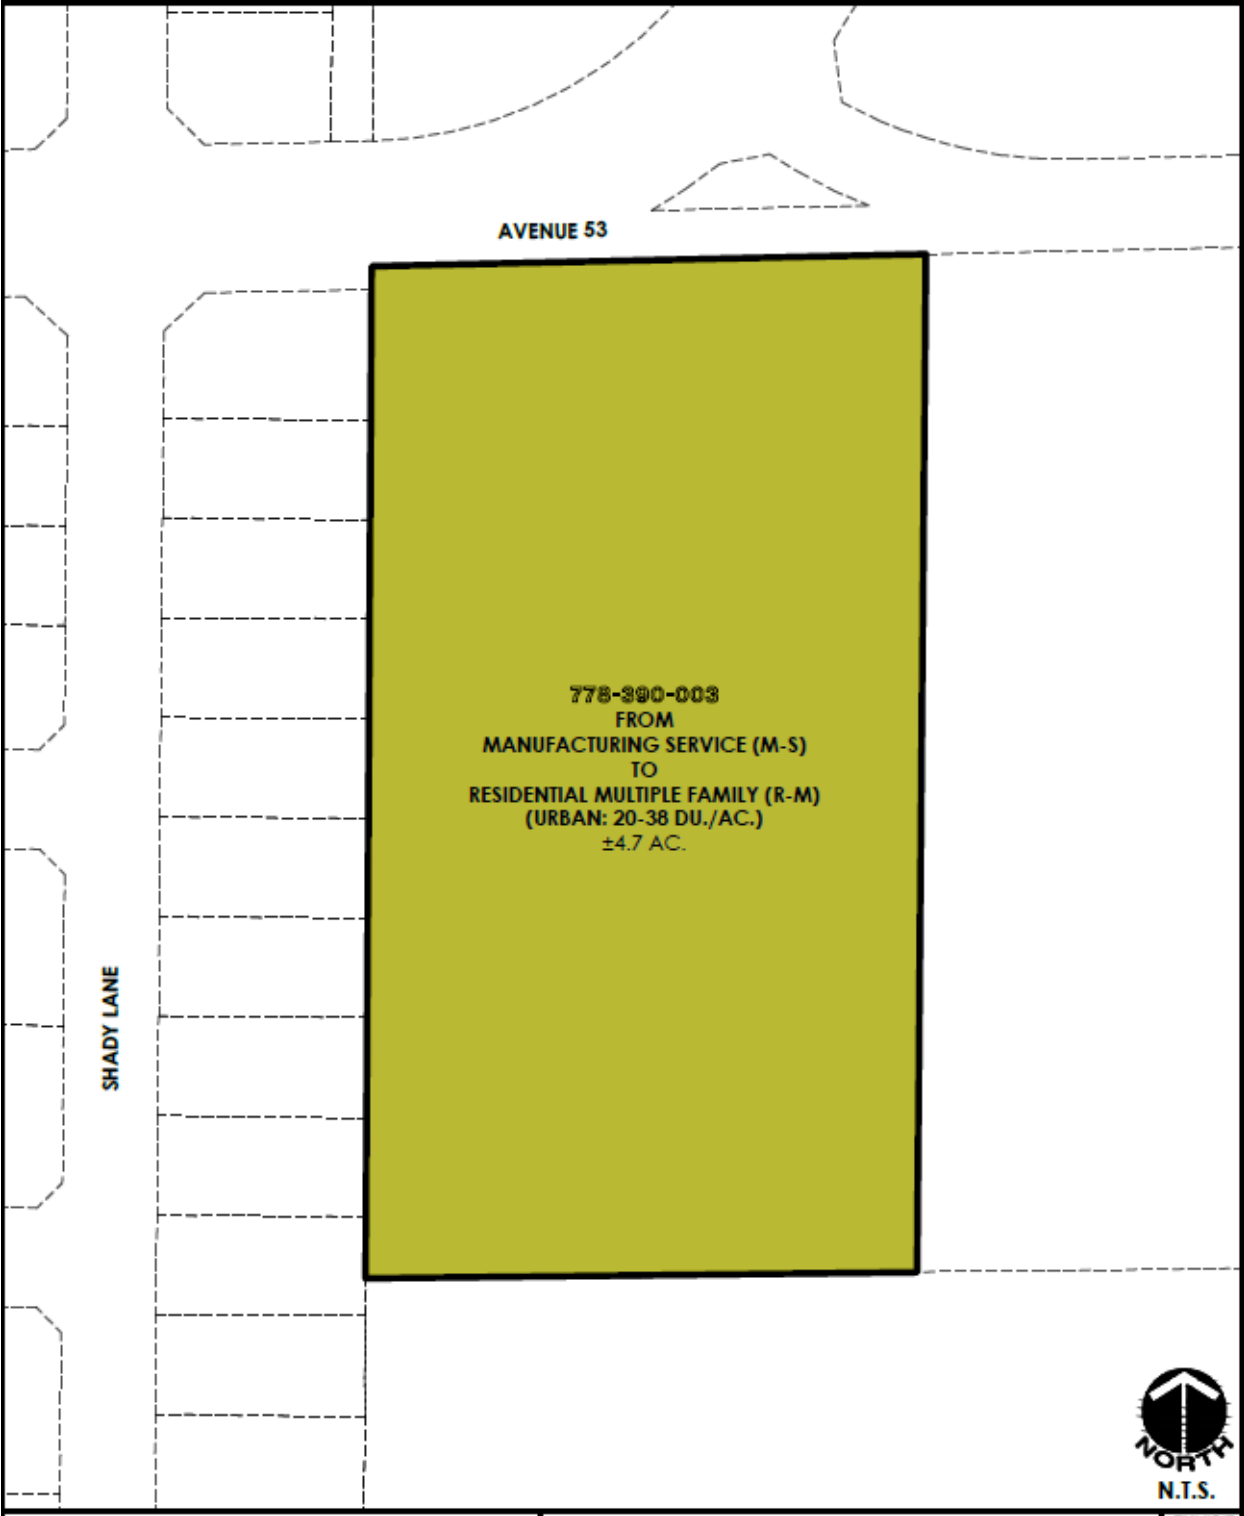 AVENUE 53
778-390-003
FROM
MANUFACTURING SERVICE (M-S)
TO
RESIDENTIAL MULTIPLE FAMILY (R-M)
(URBAN: 20-38 DU./AC.)
±4.7 AC.
SHADY LANE
NORTH
N.T.S.